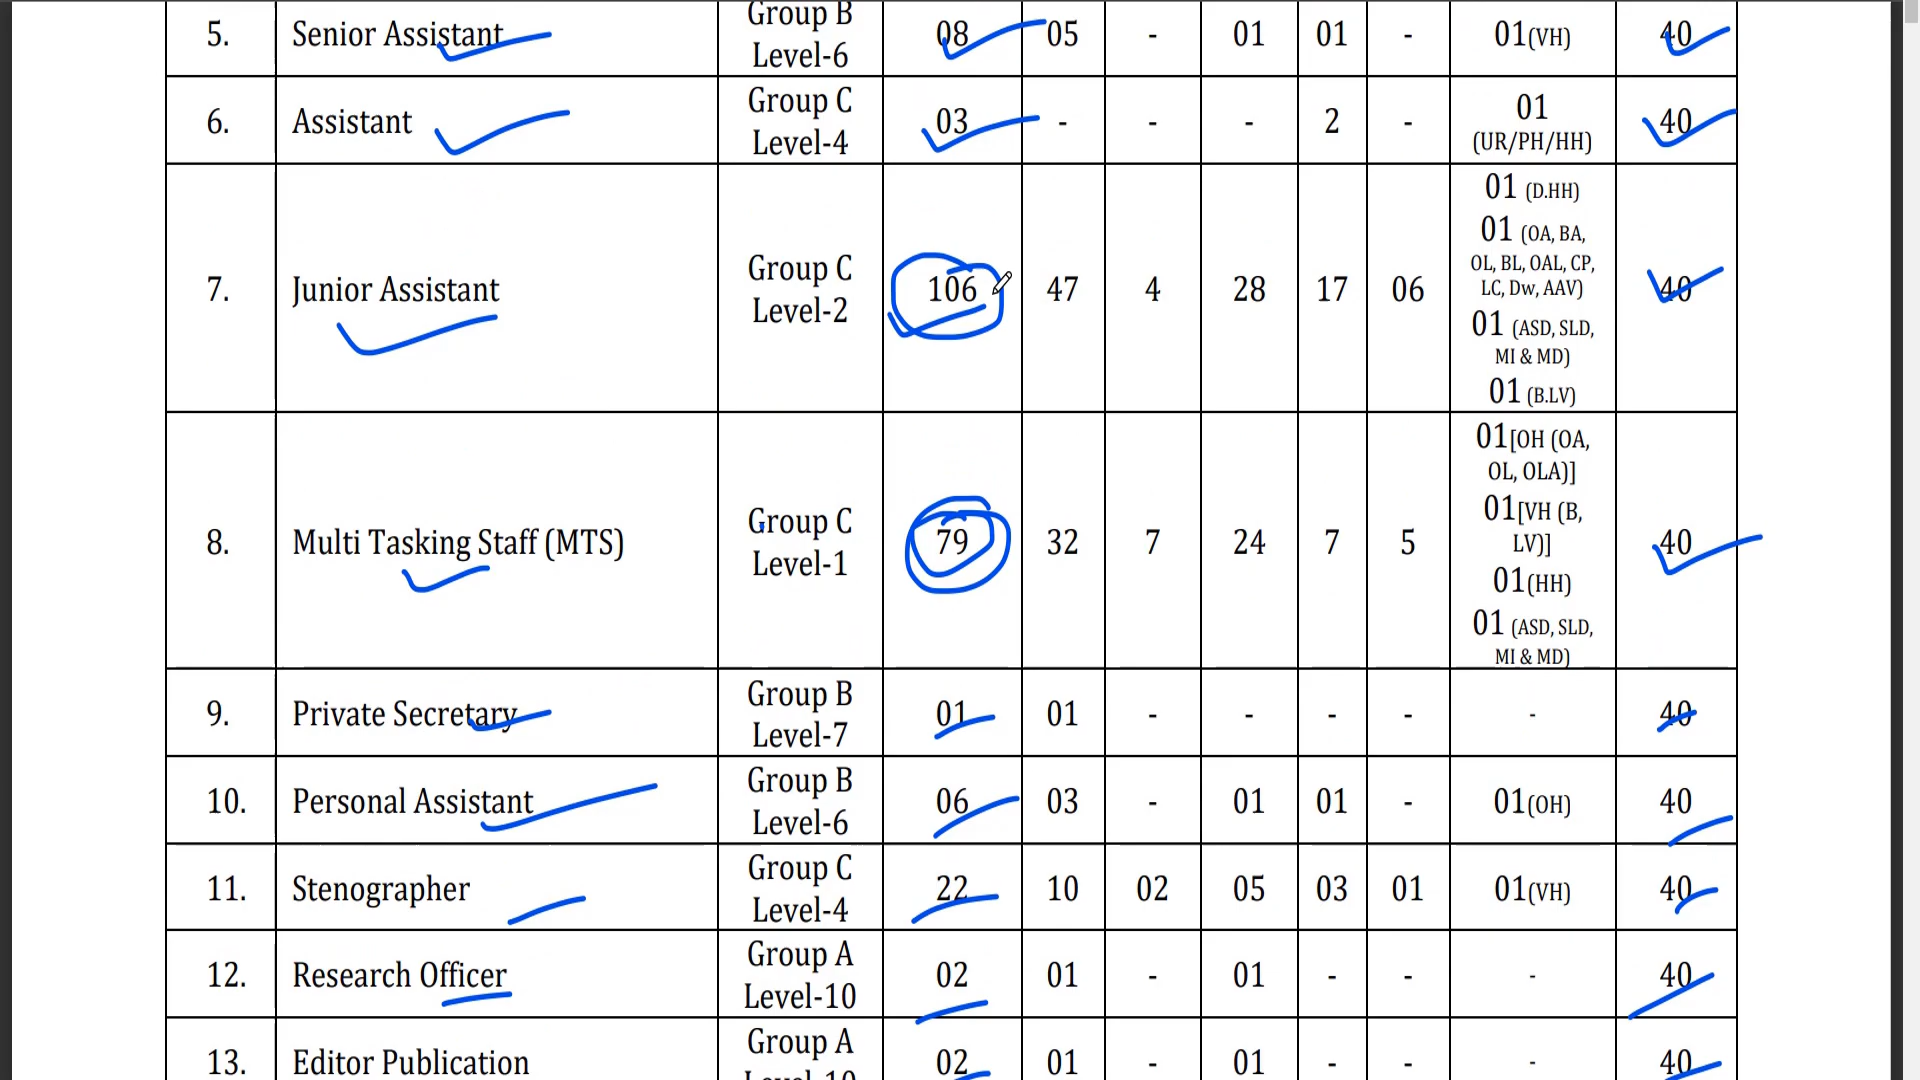 5. Senior Assistant Group B Level-6 08 05 - 01 01 - 01(VH) 40
6. Assistant Group C Level-4 03 - - - 2 - 01 (UR/PH/HH) 40
7. Junior Assistant Group C Level-2 106 47 4 28 17 06 01 (D.HH)
01 (OA, BA,
OL, BL, OAL, CP,
LC, Dw, AAV)
01 (ASD, SLD,
MI & MD)
01 (B.LV) 40
8. Multi Tasking Staff (MTS) Group C Level-1 79 32 7 24 7 5 01[OH (OA,
OL, OLA)]
01[VH (B,
LV)]
01(HH)
01 (ASD, SLD,
MI & MD) 40
9. Private Secretary Group B Level-7 01 01 - - - - - 40
10. Personal Assistant Group B Level-6 06 03 - 01 01 - 01(OH) 40
11. Stenographer Group C Level-4 22 10 02 05 03 01 01(VH) 40
12. Research Officer Group A Level-10 02 01 - 01 - - - 40
13. Editor Publication Group A Level-10 02 01 - 01 - - - 40